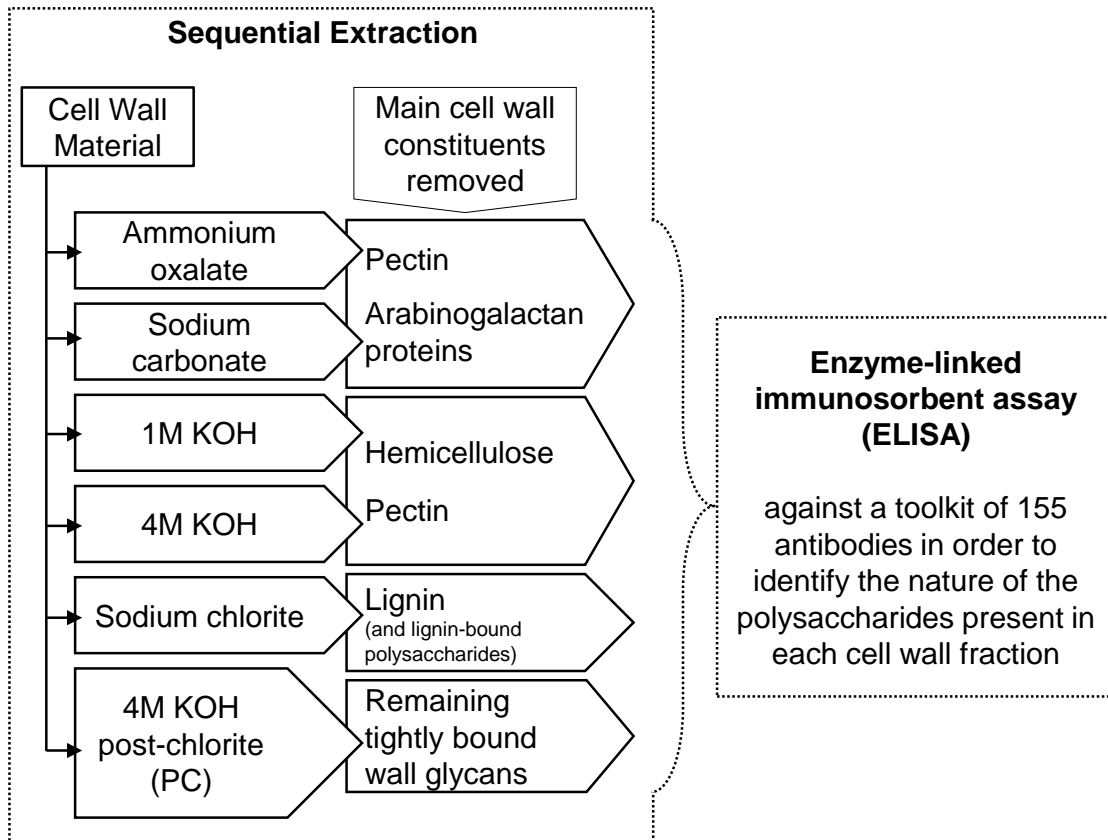 Sequential Extraction
Cell Wall
Material
Main cell wall
constituents
removed
Ammonium
oxalate
Pectin
Arabinogalactan
proteins
Sodium
carbonate
1M KOH
Hemicellulose
Pectin
4M KOH
Sodium chlorite
Lignin
(and lignin-bound
polysaccharides)
4M KOH
post-chlorite
(PC)
Remaining
tightly bound
wall glycans
Enzyme-linked
immunosorbent assay
(ELISA)
against a toolkit of 155
antibodies in order to
identify the nature of the
polysaccharides present in
each cell wall fraction